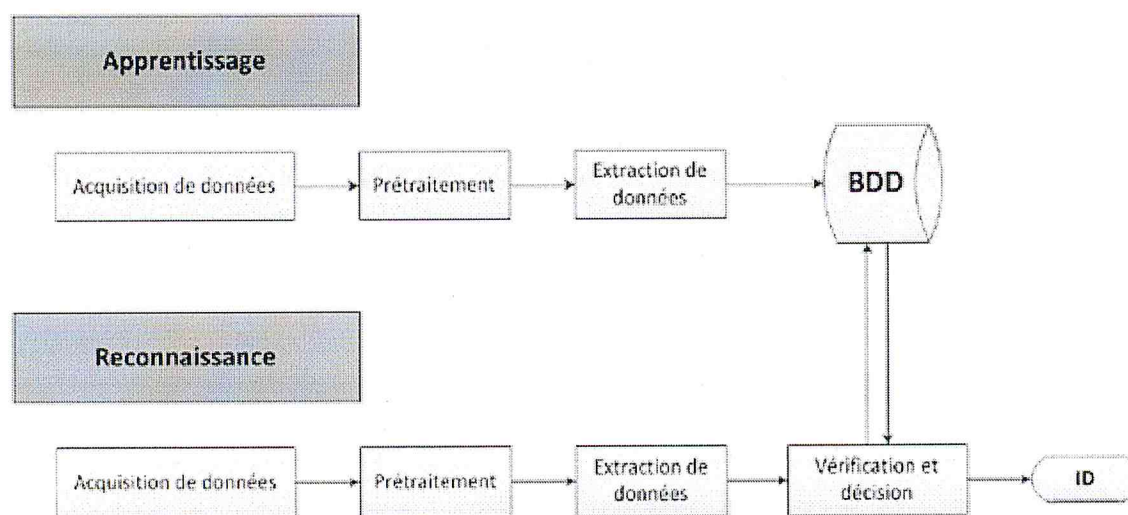 Apprentissage
Acquisition de données
Prétraitement
Extraction de
données
BDD
Reconnaissance
Acquisition de données
Prétraitement
Extraction de
données
Vérification et
décision
ID